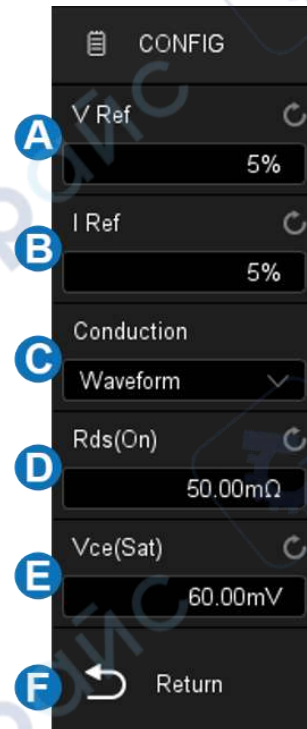 CONFIG
A
V Ref
5%
B
I Ref
5%
C
Conduction
Waveform
D
Rds(On)
50.00mΩ
E
Vce(Sat)
60.00mV
F
Return